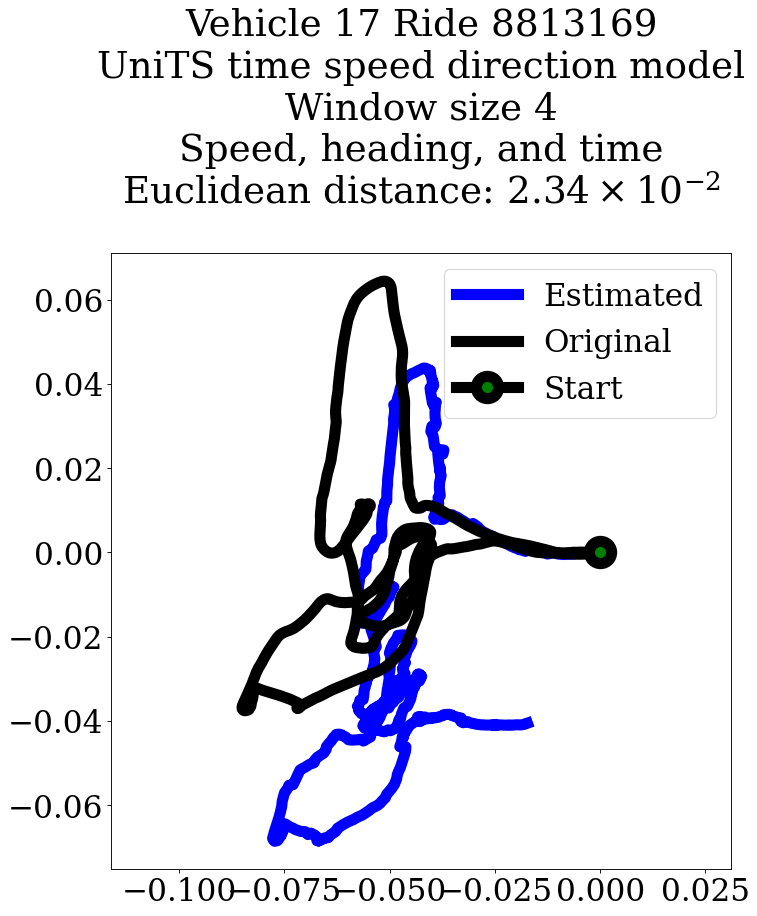 Vehicle 17 Ride 8813169
UniTS time speed direction model
Window size 4
Speed, heading, and time
Euclidean distance: 2.34 × 10⁻²
Estimated
Original
Start
0.06
0.04
0.02
0.00
−0.02
−0.04
−0.06
−0.100 −0.075 −0.050 −0.025 0.000 0.025